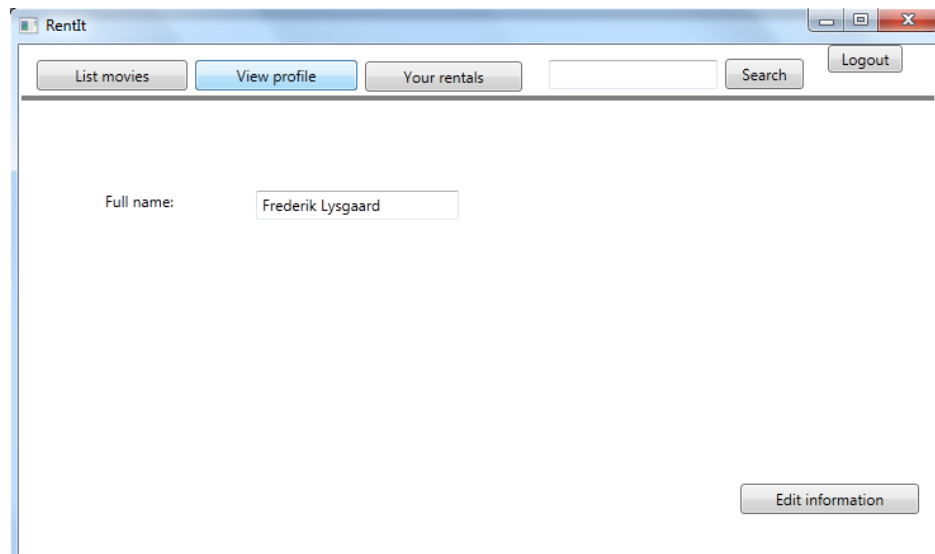 RentIt
Logout
List movies View profile Your rentals Search
Full name: Frederik Lysgaard
Edit information